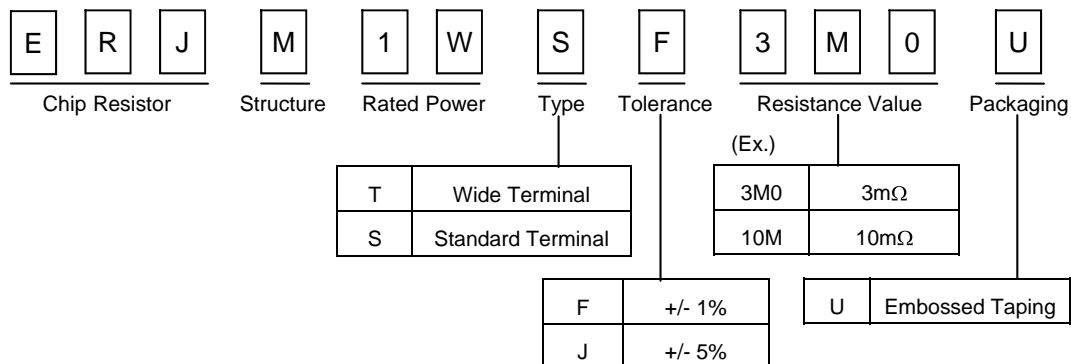 E R J M 1 W S F 3 M 0 U
Chip Resistor Structure Rated Power Type Tolerance Resistance Value Packaging
(Ex.)
T Wide Terminal
S Standard Terminal
3M0 3mΩ
10M 10mΩ
F +/- 1%
J +/- 5%
U Embossed Taping